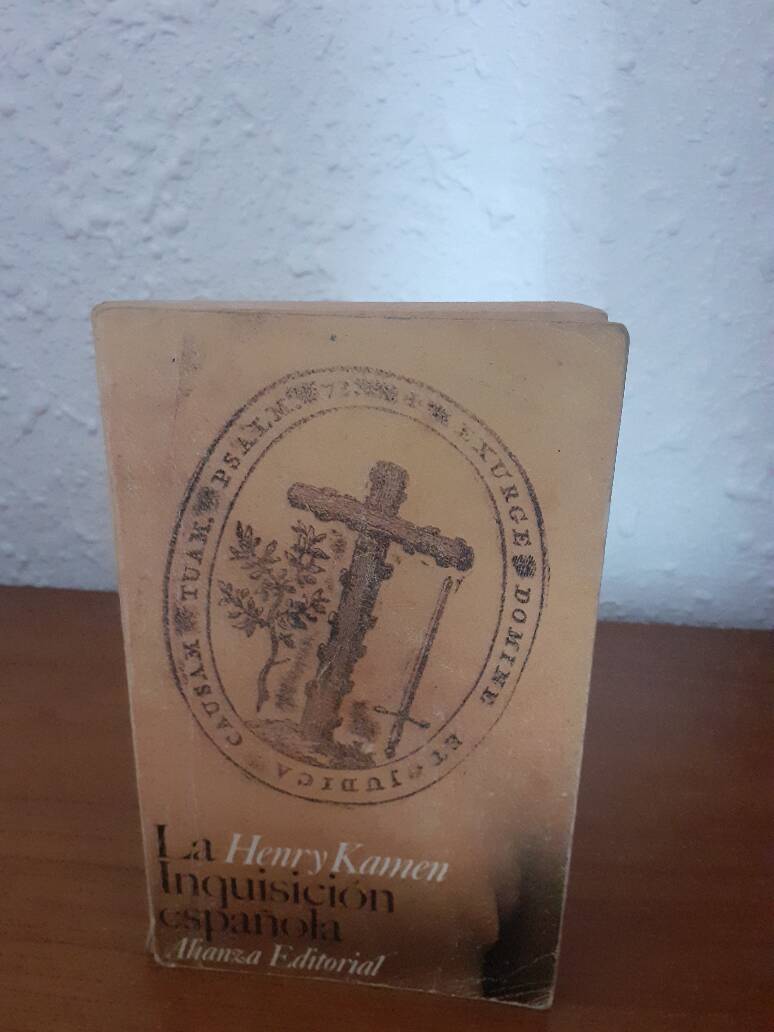 EXURGE DOMINE ET JUDICA CAUSAM TUAM. PSALM. 73.
La Henry Kamen
Inquisición
española
Alianza Editorial